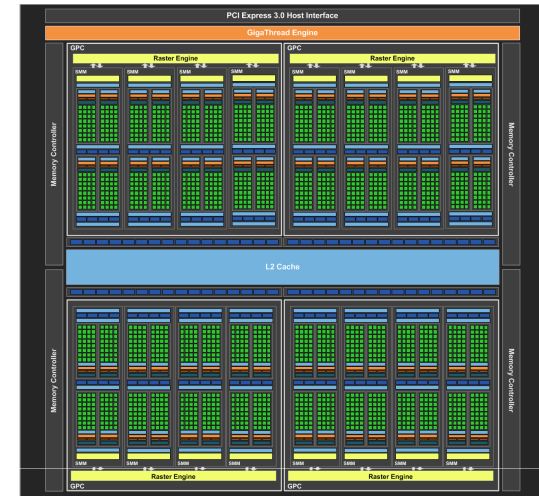 PCI Express 3.0 Host Interface
GigaThread Engine
GPC
GPC
Raster Engine
Raster Engine
SMM
SMM
SMM
SMM
SMM
SMM
SMM
SMM
Memory Controller
Memory Controller
L2 Cache
Memory Controller
Memory Controller
SMM
SMM
SMM
SMM
SMM
SMM
SMM
SMM
Raster Engine
Raster Engine
GPC
GPC